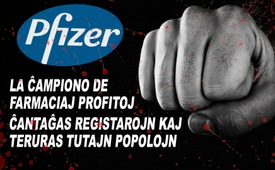 Pfizer
LA ĈAMPIONO DE
FARMACIAJ PROFITOJ
ĈANTAĜAS REGISTAROJN KAJ
TERURAS TUTAJN POPOLOJN